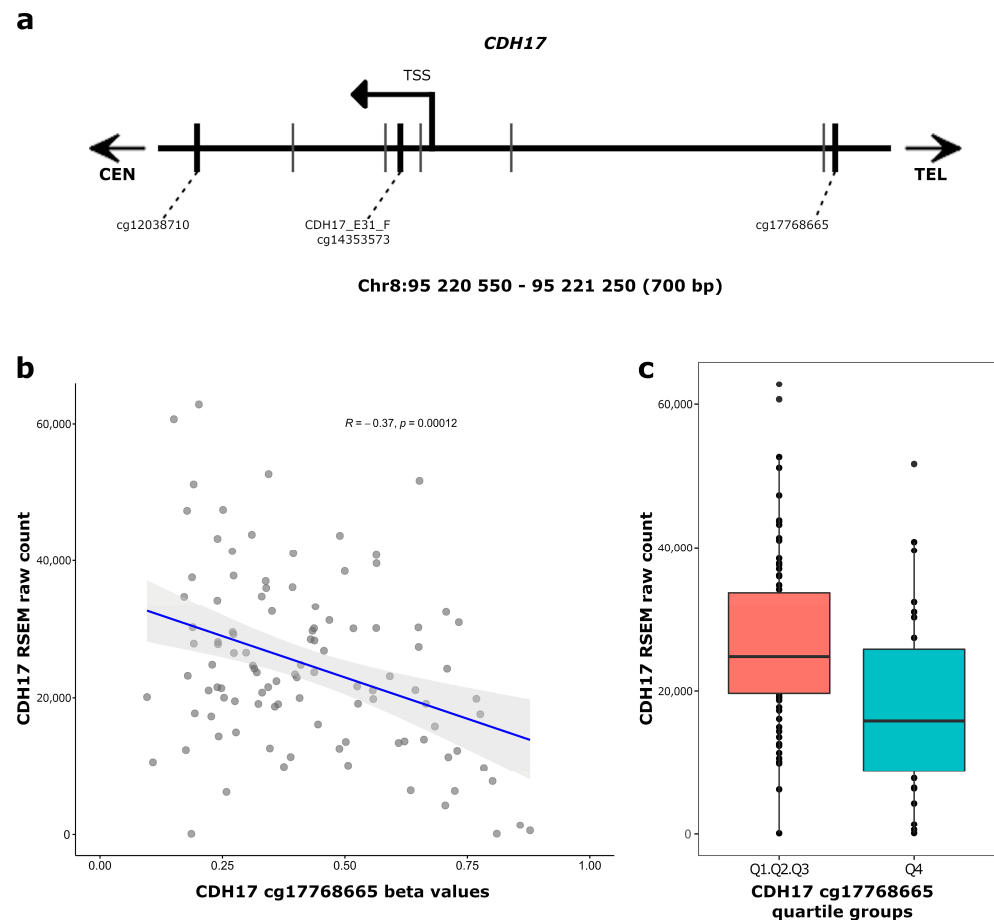 a
CDH17
TSS
CEN
TEL
cg12038710
CDH17_E31_F
cg14353573
cg17768665
Chr8:95 220 550 - 95 221 250 (700 bp)
b
CDH17 RSEM raw count
60,000
40,000
20,000
0
R = −0.37, p = 0.00012
0.00
0.25
0.50
0.75
1.00
CDH17 cg17768665 beta values
c
CDH17 RSEM raw count
60,000
40,000
20,000
0
Q1.Q2.Q3
Q4
CDH17 cg17768665
quartile groups